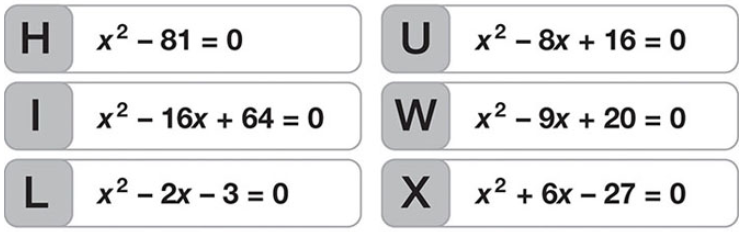 H x² − 81 = 0
U x² − 8x + 16 = 0
I x² − 16x + 64 = 0
W x² − 9x + 20 = 0
L x² − 2x − 3 = 0
X x² + 6x − 27 = 0